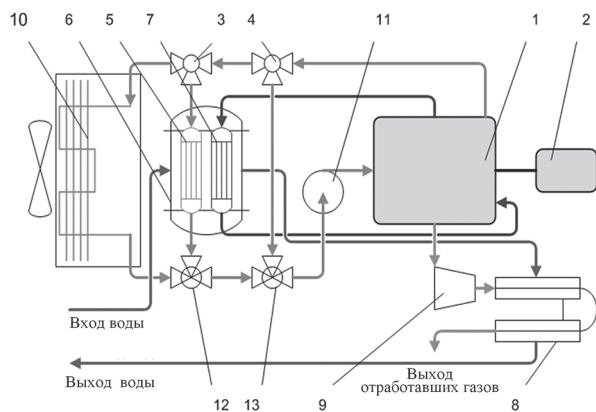 10 6 5 7 3 4 11 1 2
Вход воды
Выход воды
Выход
отработавших газов
12 13 9 8